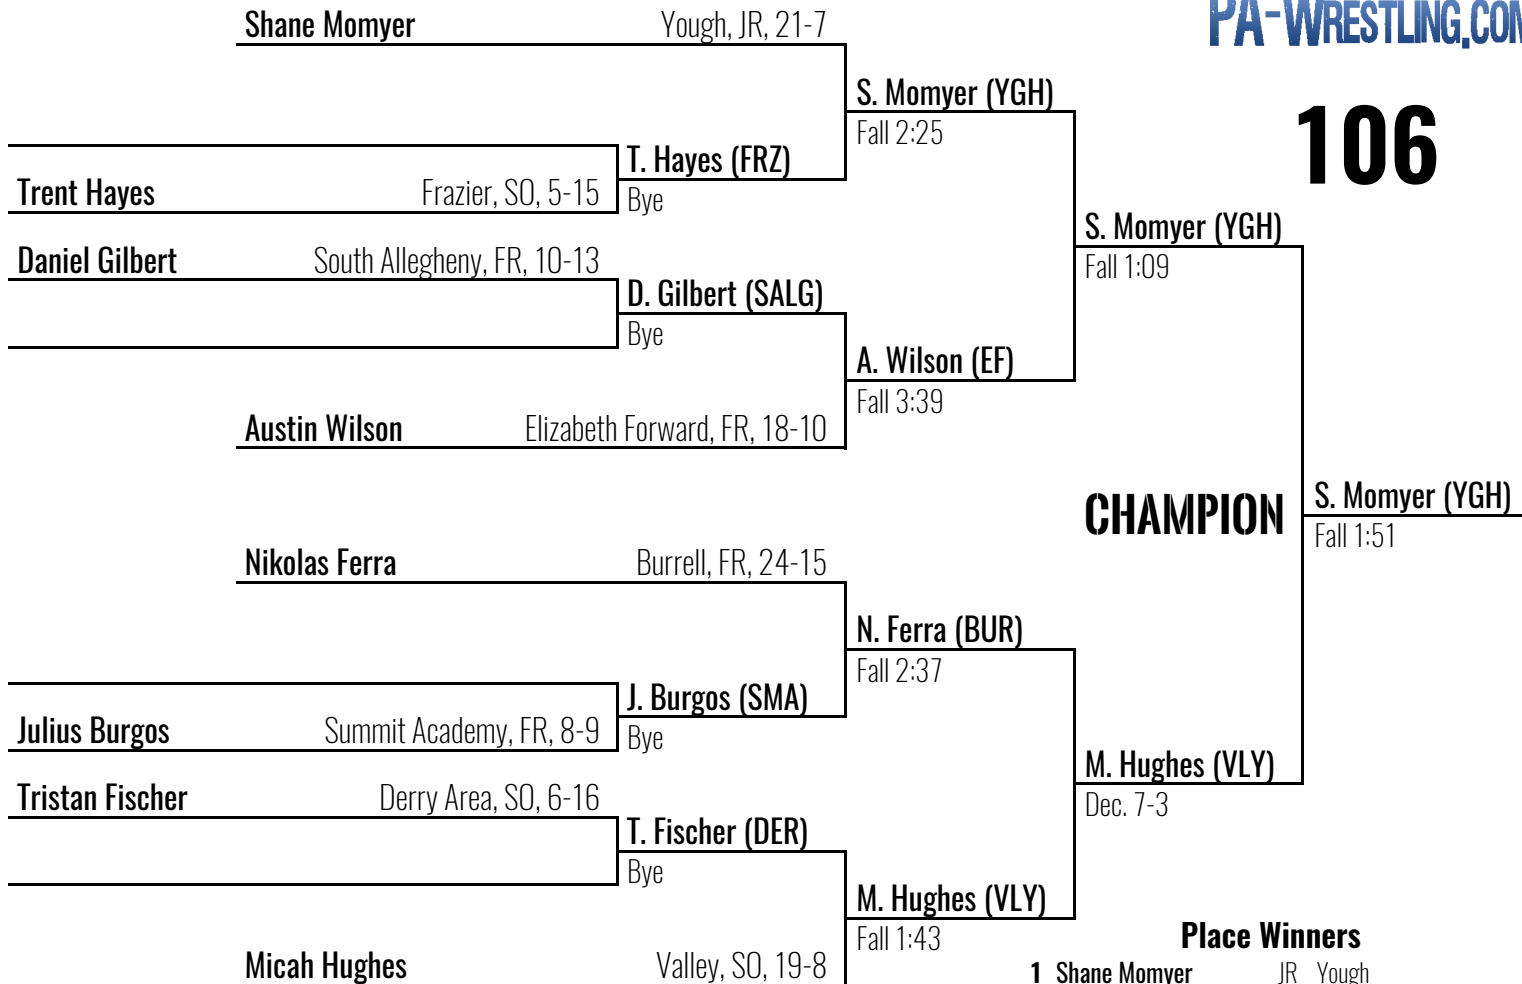 Shane Momyer Yough, JR, 21-7
PA-WRESTLING.COM
S. Momyer (YGH)
Fall 2:25
106
T. Hayes (FRZ)
Trent Hayes Frazier, SO, 5-15
Bye
S. Momyer (YGH)
Fall 1:09
Daniel Gilbert South Allegheny, FR, 10-13
D. Gilbert (SALG)
Bye
A. Wilson (EF)
Fall 3:39
Austin Wilson Elizabeth Forward, FR, 18-10
CHAMPION
S. Momyer (YGH)
Fall 1:51
Nikolas Ferra Burrell, FR, 24-15
N. Ferra (BUR)
Fall 2:37
J. Burgos (SMA)
Julius Burgos Summit Academy, FR, 8-9
Bye
M. Hughes (VLY)
Dec. 7-3
Tristan Fischer Derry Area, SO, 6-16
T. Fischer (DER)
Bye
M. Hughes (VLY)
Fall 1:43
Place Winners
Micah Hughes Valley, SO, 19-8
1 Shane Momyer JR Yough